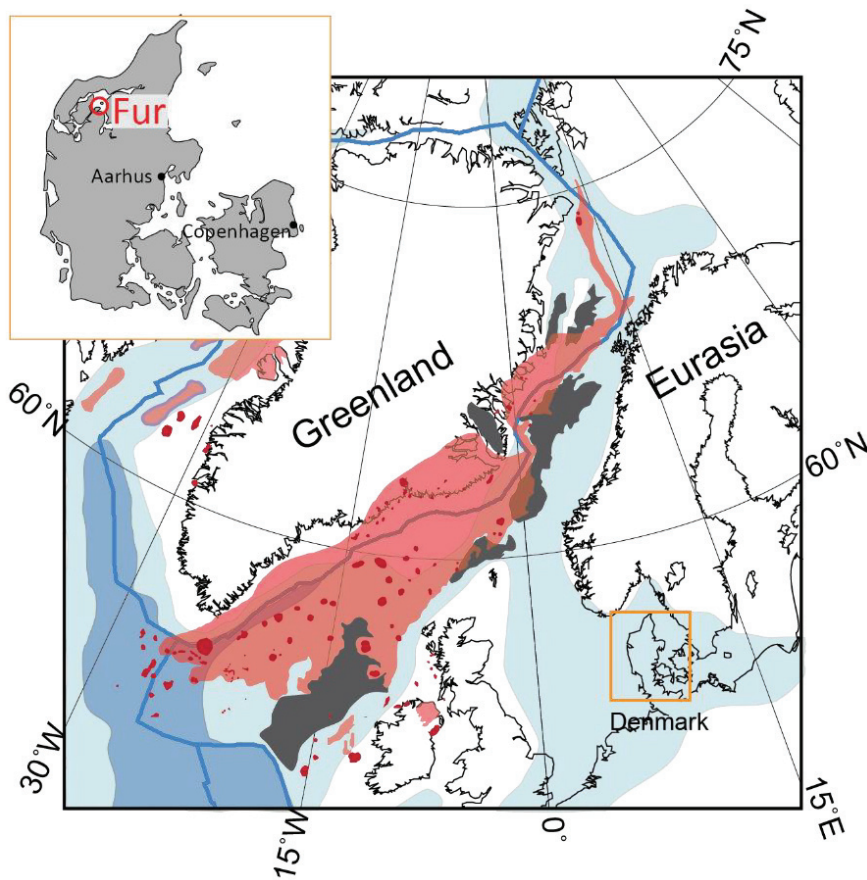 Fur
Aarhus
Copenhagen
75°N
60°N
Greenland
Eurasia
60°N
Denmark
30°W
15°W
0°
15°E